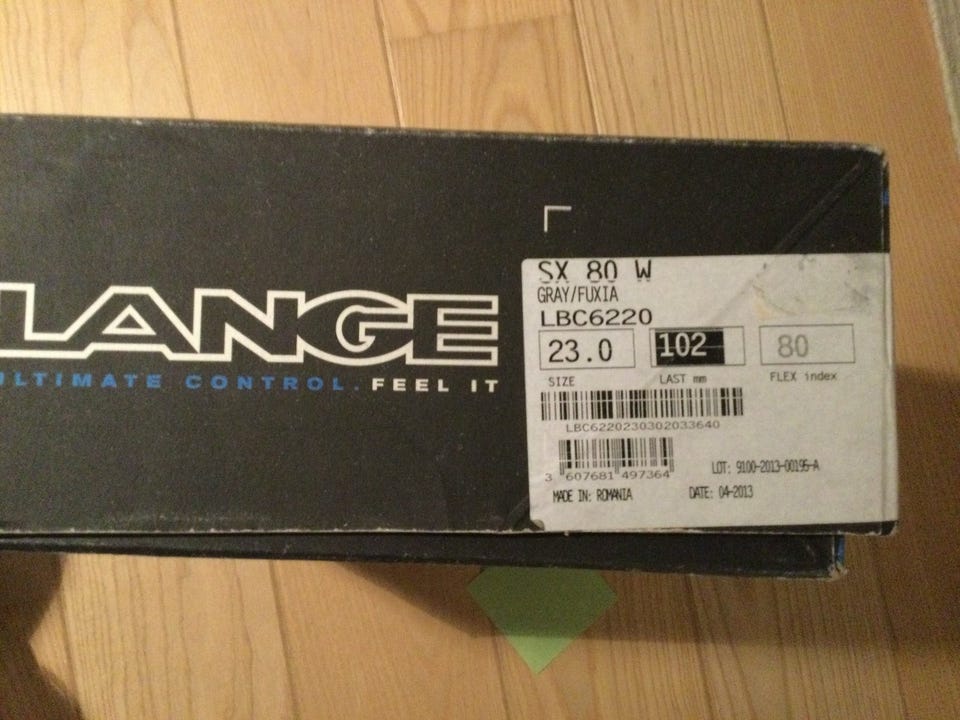 LANGE
ULTIMATE CONTROL. FEEL IT
SX 80 W
GRAY/FUXIA
LBC6220
23.0 102 80
SIZE LAST mm FLEX index
LBC6220230302033640
3 607681 497364
LOT: 9100-2013-00195-A
MADE IN: ROMANIA DATE: 04-2013